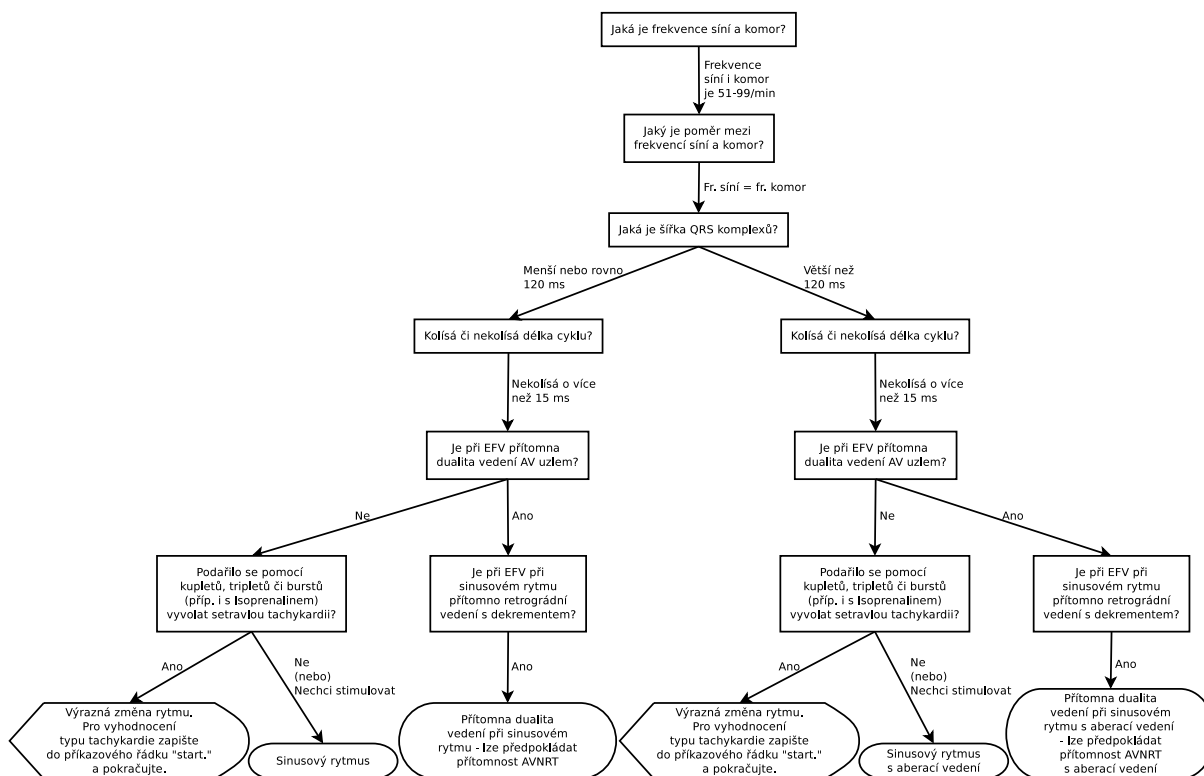 Jaká je frekvence síní a komor?
Frekvence
síní i komor
je 51-99/min
Jaký je poměr mezi
frekvencí síní a komor?
Fr. síní = fr. komor
Jaká je šířka QRS komplexů?
Menší nebo rovno
120 ms
Větší než
120 ms
Kolísá či nekolísá délka cyklu?
Kolísá či nekolísá délka cyklu?
Nekolísá o více
než 15 ms
Nekolísá o více
než 15 ms
Je při EFV přítomna
dualita vedení AV uzlem?
Je při EFV přítomna
dualita vedení AV uzlem?
Ne
Ano
Ne
Ano
Podařilo se pomocí
kupletů, tripletů či burstů
(příp. i s Isoprenalinem)
vyvolat setravlou tachykardii?
Je při EFV při
sinusovém rytmu
přítomno retrográdní
vedení s dekrementem?
Podařilo se pomocí
kupletů, tripletů či burstů
(příp. i s Isoprenalinem)
vyvolat setravlou tachykardii?
Je při EFV při
sinusovém rytmu
přítomno retrográdní
vedení s dekrementem?
Ano
Ne
(nebo)
Nechci stimulovat
Ano
Ano
Ne
(nebo)
Nechci stimulovat
Ano
Výrazná změna rytmu.
Pro vyhodnocení
typu tachykardie zapište
do příkazového řádku "start."
a pokračujte.
Sinusový rytmus
Přítomna dualita
vedení při sinusovém
rytmu - lze předpokládat
přítomnost AVNRT
Výrazná změna rytmu.
Pro vyhodnocení
typu tachykardie zapište
do příkazového řádku "start."
a pokračujte.
Sinusový rytmus
s aberací vedení
Přítomna dualita
vedení při sinusovém
rytmu s aberací vedení
- lze předpokládat
přítomnost AVNRT
s aberací vedení